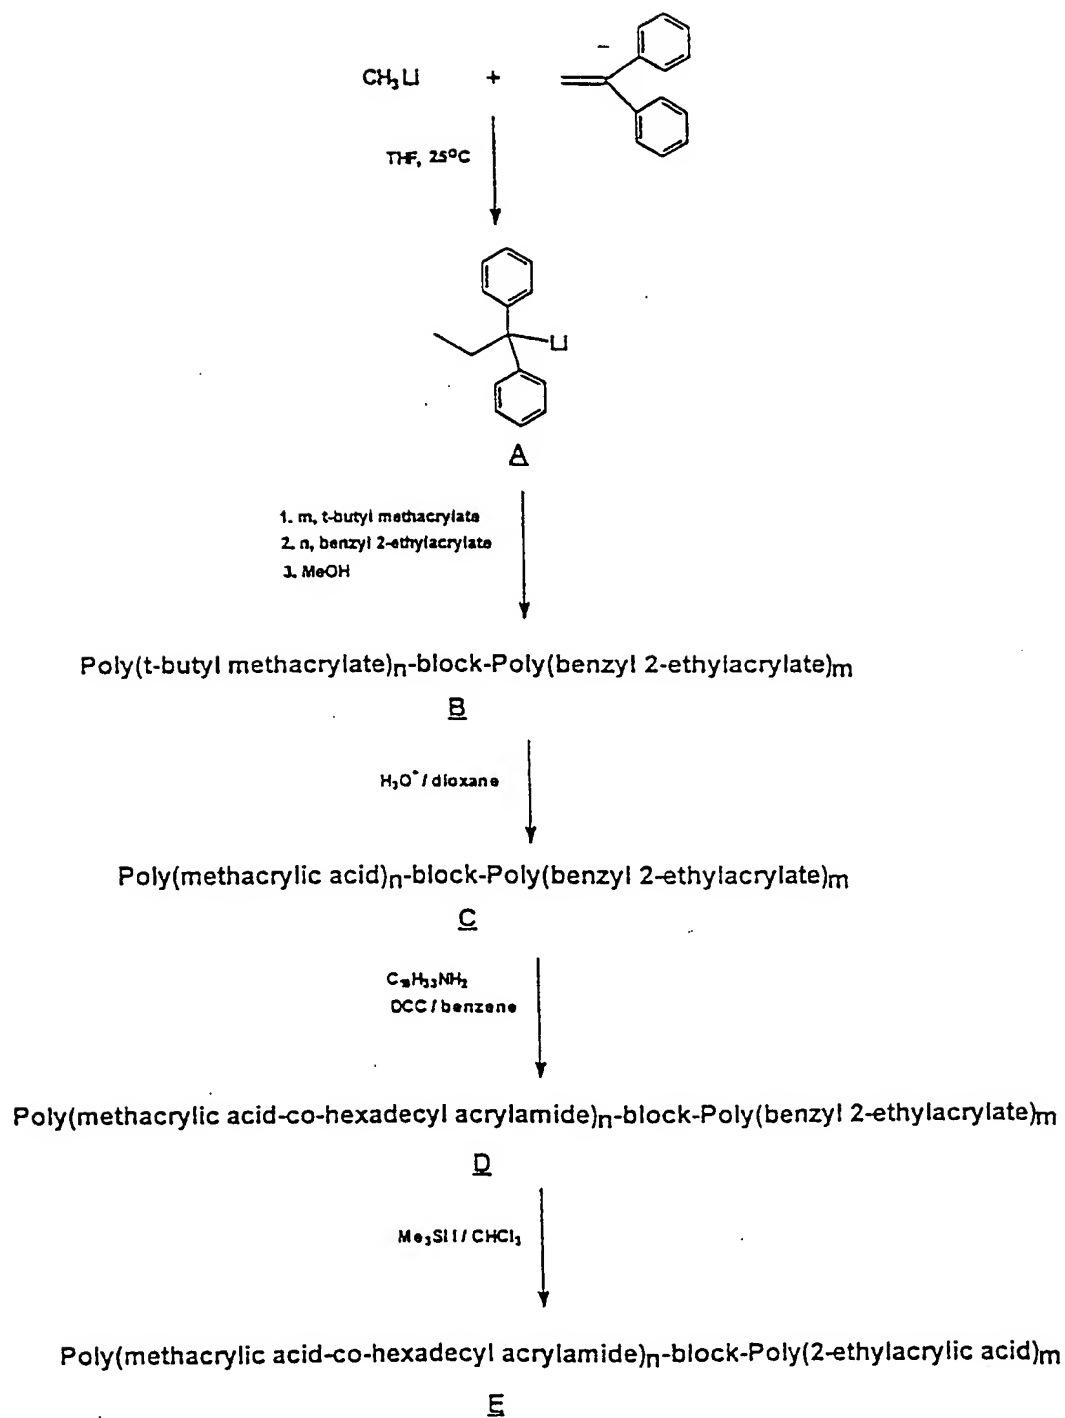 CH₃Li +
THF, 25°C
Li
A
1. m, t-butyl methacrylate
2. n, benzyl 2-ethylacrylate
3. MeOH
Poly(t-butyl methacrylate)n-block-Poly(benzyl 2-ethylacrylate)m
B
H₃O⁺ / dioxane
Poly(methacrylic acid)n-block-Poly(benzyl 2-ethylacrylate)m
C
H₃₃NH₂
DCC / benzene
Poly(methacrylic acid-co-hexadecyl acrylamide)n-block-Poly(benzyl 2-ethylacrylate)m
D
Me₃SiI / CHCl₃
Poly(methacrylic acid-co-hexadecyl acrylamide)n-block-Poly(2-ethylacrylic acid)m
E